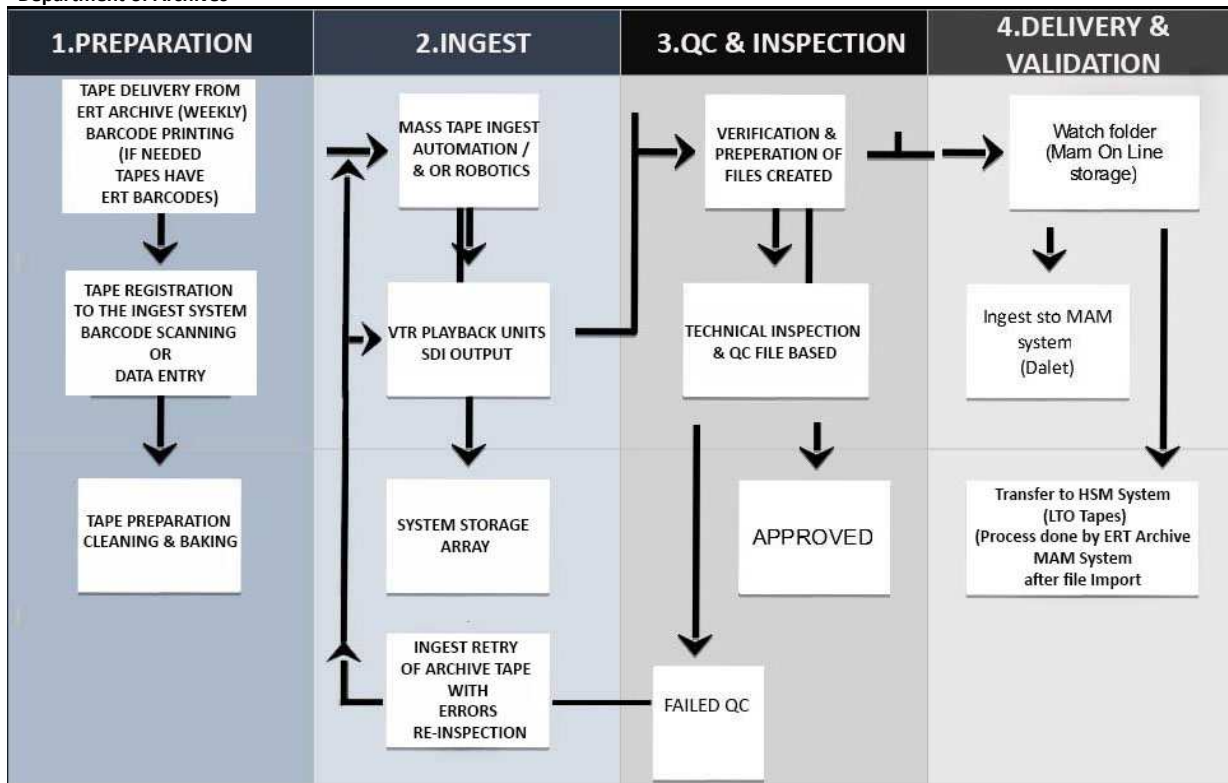 Department of Archives
1.PREPARATION
TAPE DELIVERY FROM
ERT ARCHIVE (WEEKLY)
BARCODE PRINTING
(IF NEEDED
TAPES HAVE
ERT BARCODES)
TAPE REGISTRATION
TO THE INGEST SYSTEM
BARCODE SCANNING
OR
DATA ENTRY
TAPE PREPARATION
CLEANING & BAKING
2.INGEST
MASS TAPE INGEST
AUTOMATION /
& OR ROBOTICS
VTR PLAYBACK UNITS
SDI OUTPUT
SYSTEM STORAGE
ARRAY
INGEST RETRY
OF ARCHIVE TAPE
WITH
ERRORS
RE-INSPECTION
3.QC & INSPECTION
VERIFICATION &
PREPERATION OF
FILES CREATED
TECHNICAL INSPECTION
& QC FILE BASED
APPROVED
FAILED QC
4.DELIVERY &
VALIDATION
Watch folder
(Mam On Line
storage)
Ingest sto MAM
system
(Dalet)
Transfer to HSM System
(LTO Tapes)
(Process done by ERT Archive
MAM System
after file Import